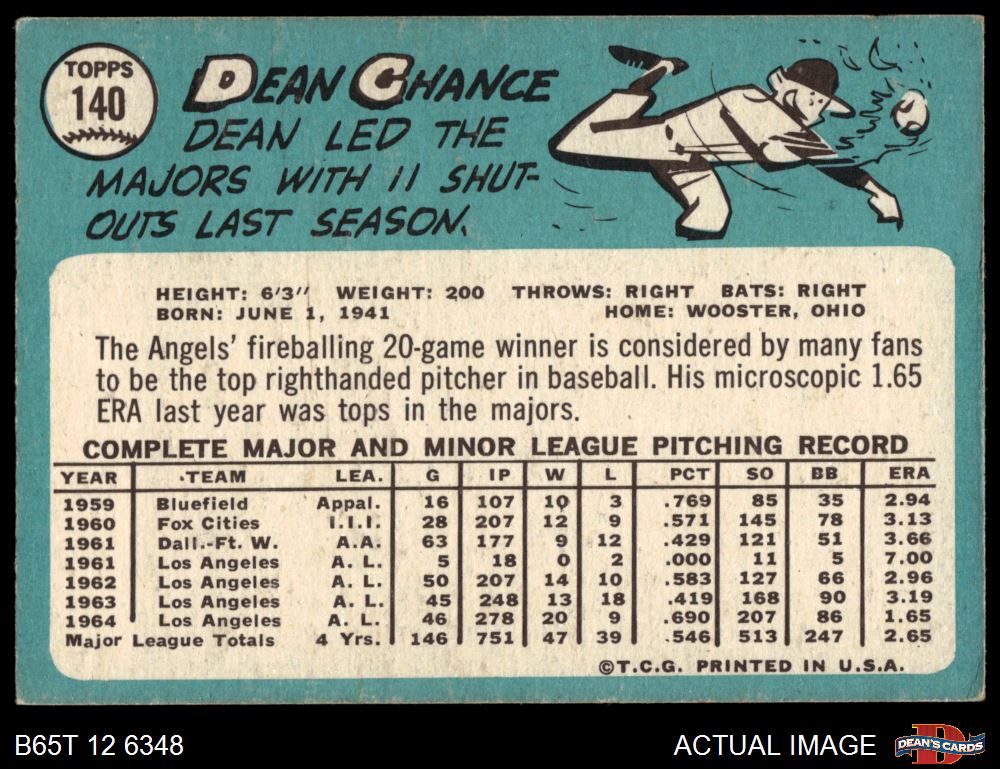 TOPPS
140
DEAN CHANCE
DEAN LED THE
MAJORS WITH 11 SHUT-
OUTS LAST SEASON.
HEIGHT: 6'3" WEIGHT: 200 THROWS: RIGHT BATS: RIGHT
BORN: JUNE 1, 1941 HOME: WOOSTER, OHIO
The Angels' fireballing 20-game winner is considered by many fans
to be the top righthanded pitcher in baseball. His microscopic 1.65
ERA last year was tops in the majors.
COMPLETE MAJOR AND MINOR LEAGUE PITCHING RECORD
YEAR TEAM LEA. G IP W L PCT SO BB ERA
1959 Bluefield Appal. 16 107 10 3 .769 85 35 2.94
1960 Fox Cities I.I.I. 28 207 12 9 .571 145 78 3.13
1961 Dall.-Ft. W. A.A. 63 177 9 12 .429 121 51 3.66
1961 Los Angeles A. L. 5 18 0 2 .000 11 5 7.00
1962 Los Angeles A. L. 50 207 14 10 .583 127 66 2.96
1963 Los Angeles A. L. 45 248 13 18 .419 168 90 3.19
1964 Los Angeles A. L. 46 278 20 9 .690 207 86 1.65
Major League Totals 4 Yrs. 146 751 47 39 .546 513 247 2.65
©T.C.G. PRINTED IN U.S.A.
B65T 12 6348 ACTUAL IMAGE D DEAN'S CARDS